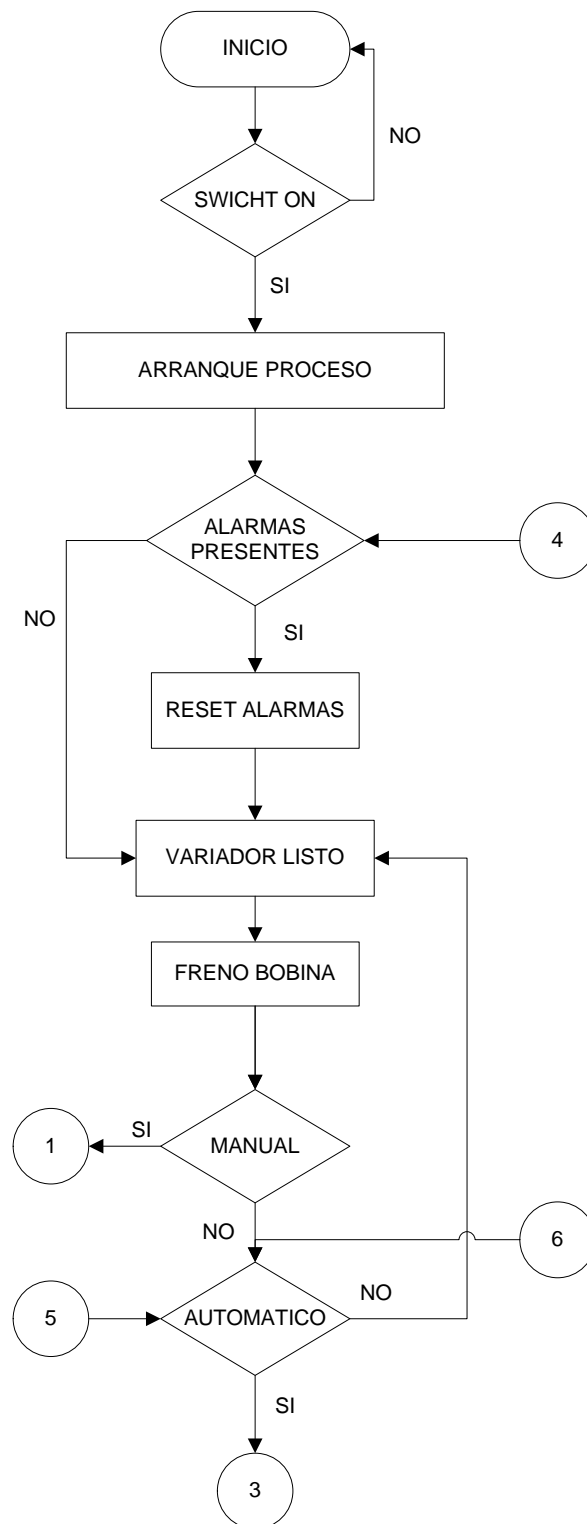 INICIO
NO
SWICHT ON
SI
ARRANQUE PROCESO
ALARMAS
PRESENTES
4
NO
SI
RESET ALARMAS
VARIADOR LISTO
FRENO BOBINA
SI
1
MANUAL
NO
6
5
AUTOMATICO
NO
SI
3